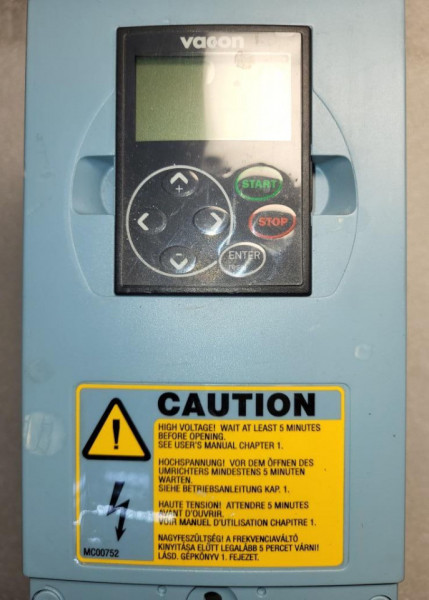 vacon
+
START
STOP
-
ENTER
CAUTION
HIGH VOLTAGE! WAIT AT LEAST 5 MINUTES
BEFORE OPENING.
SEE USER'S MANUAL CHAPTER 1.
HOCHSPANNUNG! VOR DEM ÖFFNEN DES
UMRICHTERS MINDESTENS 5 MINUTEN
WARTEN.
SIEHE BETRIEBSANLEITUNG KAP. 1.
HAUTE TENSION! ATTENDRE 5 MINUTES
AVANT D'OUVRIR.
VOIR MANUEL D'UTILISATION CHAPITRE 1.
NAGYFESZÜLTSÉG! A FREKVENCIAVÁLTÓ
KINYITÁSA ELŐTT LEGALÁBB 5 PERCET VÁRNI!
LÁSD. GÉPKÖNYV 1. FEJEZET.
MC00752